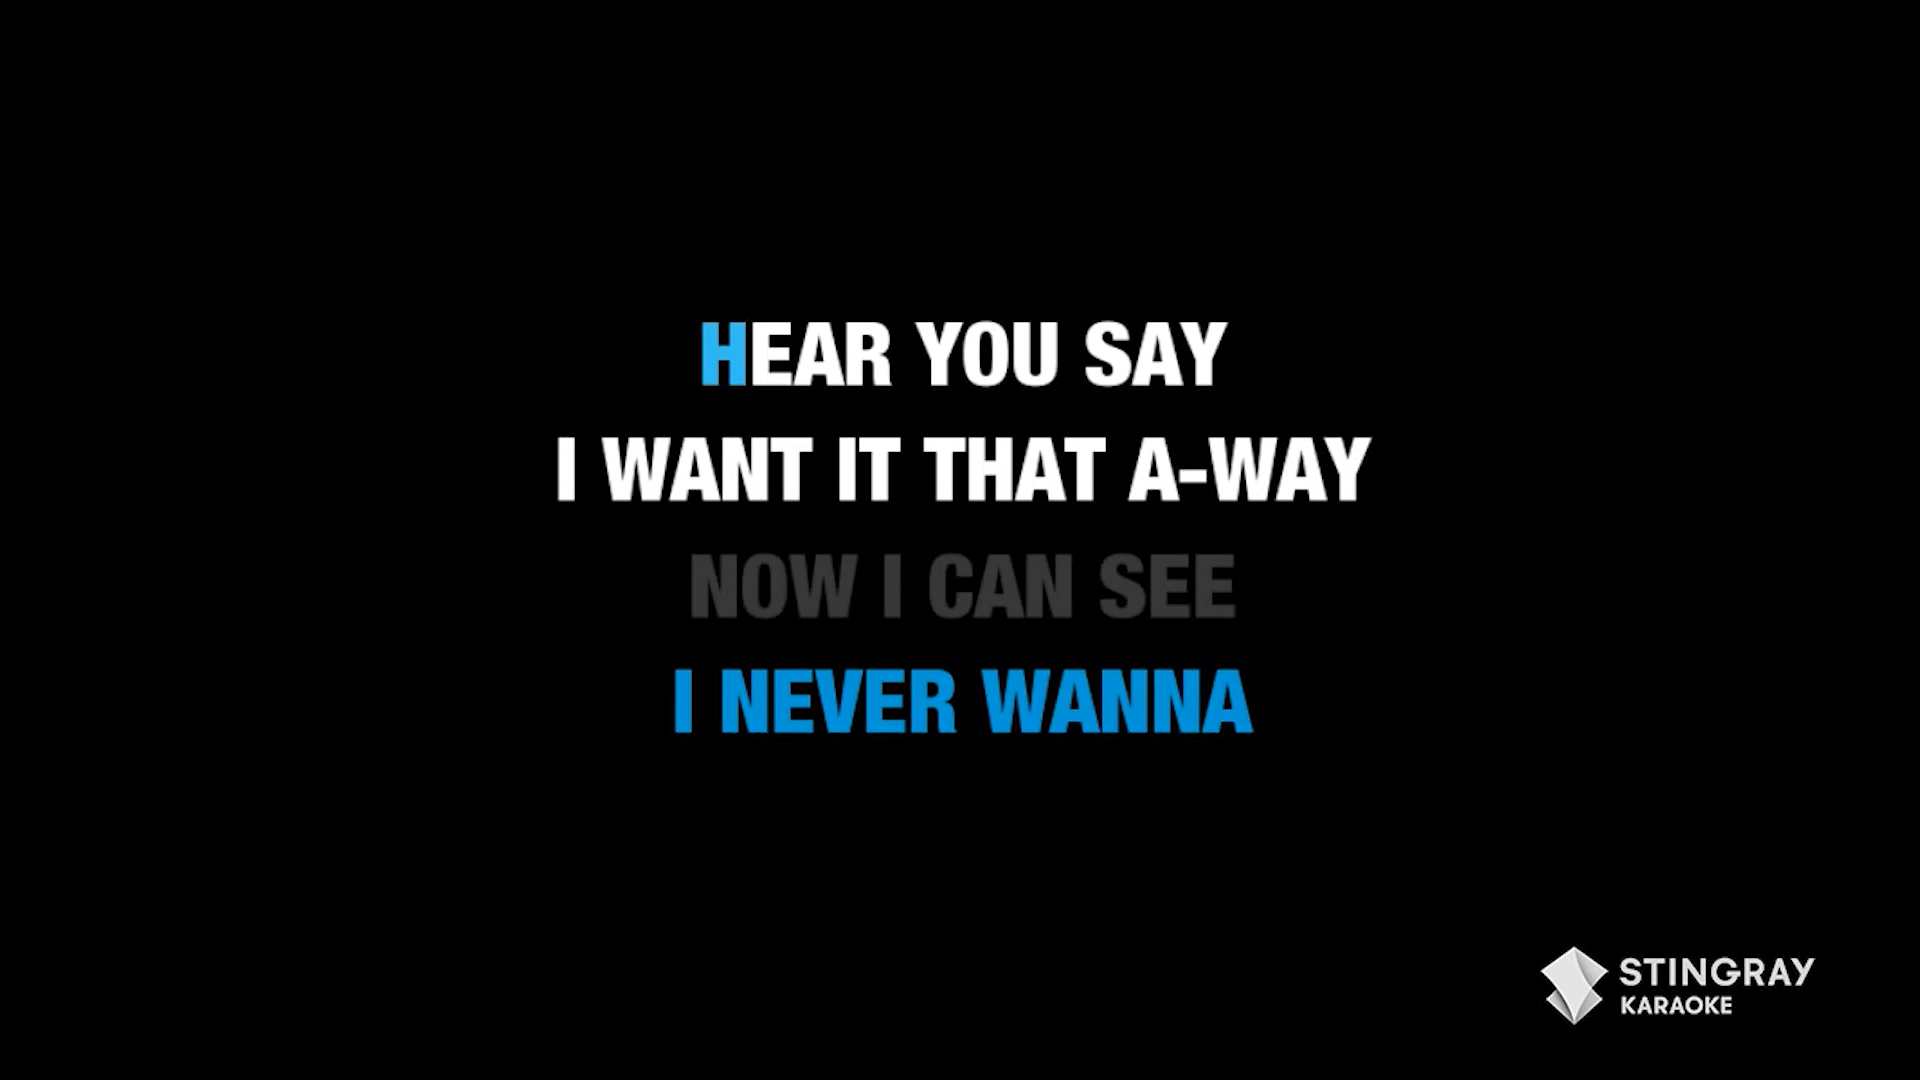 HEAR YOU SAY
I WANT IT THAT A-WAY
NOW I CAN SEE
I NEVER WANNA
STINGRAY
KARAOKE